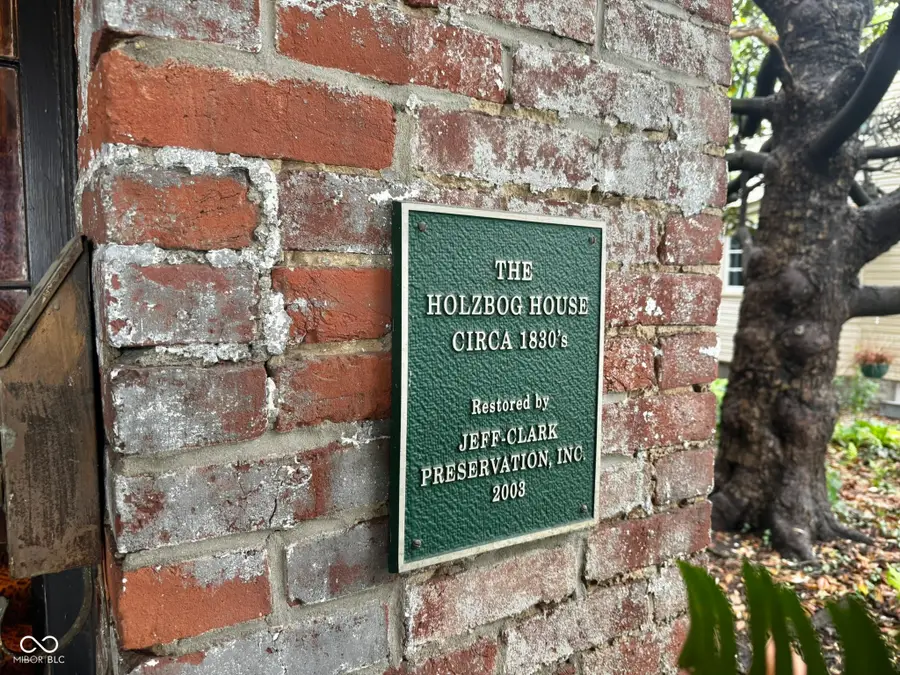 THE
HOLZBOG HOUSE
CIRCA 1830's
Restored by
JEFF-CLARK
PRESERVATION, INC.
2003
MIBOR BLC